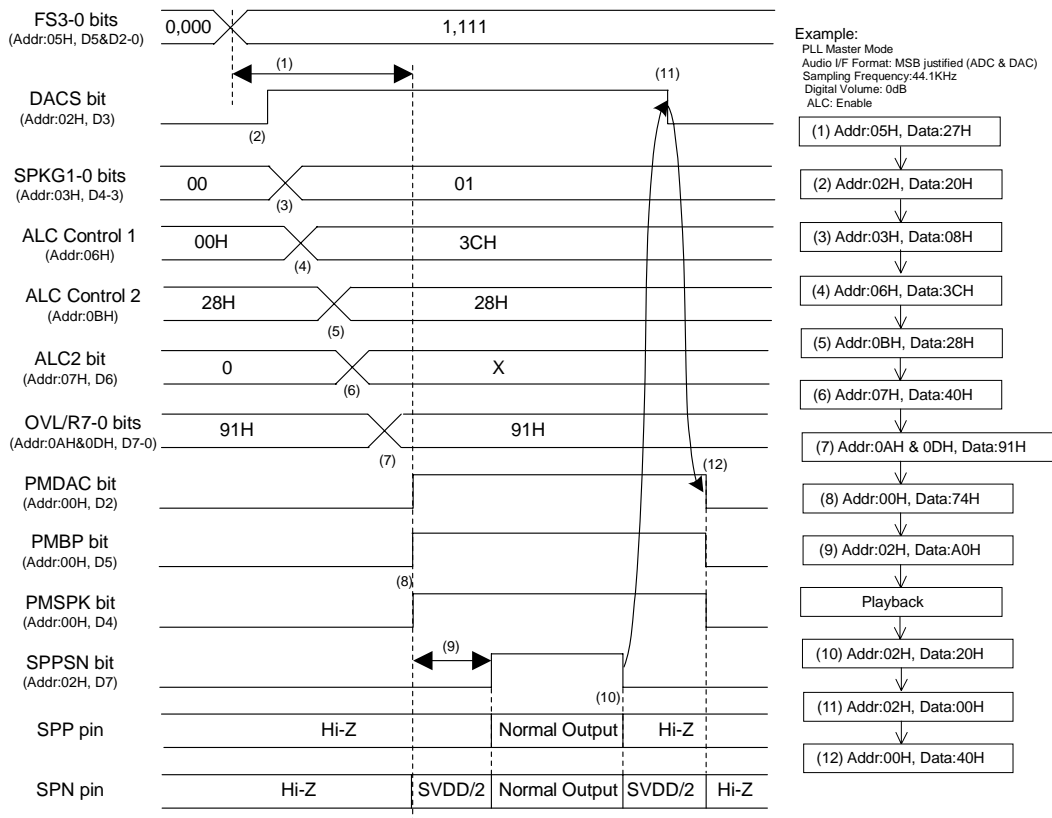 FS3-0 bits
(Addr:05H, D5&D2-0)
0,000
1,111
(1)
DACS bit
(Addr:02H, D3)
(2)
(11)
SPKG1-0 bits
(Addr:03H, D4-3)
00
01
(3)
ALC Control 1
(Addr:06H)
00H
3CH
(4)
ALC Control 2
(Addr:0BH)
28H
28H
(5)
ALC2 bit
(Addr:07H, D6)
0
X
(6)
OVL/R7-0 bits
(Addr:0AH&0DH, D7-0)
91H
91H
(7)
(12)
PMDAC bit
(Addr:00H, D2)
PMBP bit
(Addr:00H, D5)
(8)
PMSPK bit
(Addr:00H, D4)
(9)
SPPSN bit
(Addr:02H, D7)
(10)
SPP pin
Hi-Z
Normal Output
Hi-Z
SPN pin
Hi-Z
SVDD/2
Normal Output
SVDD/2
Hi-Z
Example:
PLL Master Mode
Audio I/F Format: MSB justified (ADC & DAC)
Sampling Frequency:44.1KHz
Digital Volume: 0dB
ALC: Enable
(1) Addr:05H, Data:27H
(2) Addr:02H, Data:20H
(3) Addr:03H, Data:08H
(4) Addr:06H, Data:3CH
(5) Addr:0BH, Data:28H
(6) Addr:07H, Data:40H
(7) Addr:0AH & 0DH, Data:91H
(8) Addr:00H, Data:74H
(9) Addr:02H, Data:A0H
Playback
(10) Addr:02H, Data:20H
(11) Addr:02H, Data:00H
(12) Addr:00H, Data:40H